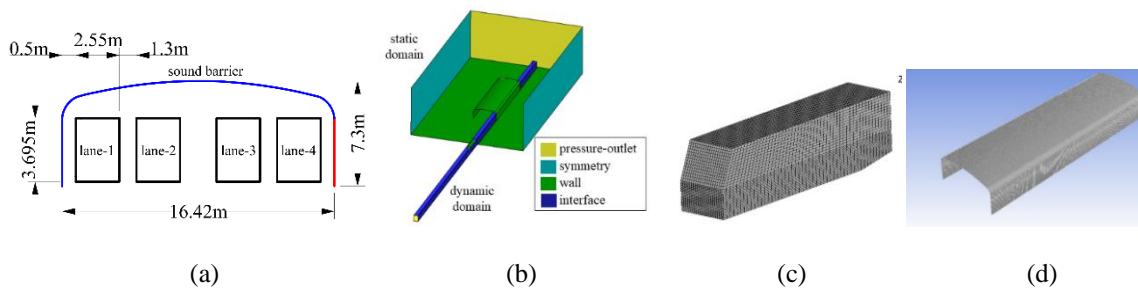 0.5m
2.55m
1.3m
sound barrier
3.695m
lane-1
lane-2
lane-3
lane-4
7.3m
16.42m
static
domain
dynamic
domain
pressure-outlet
symmetry
wall
interface
2
(a)
(b)
(c)
(d)